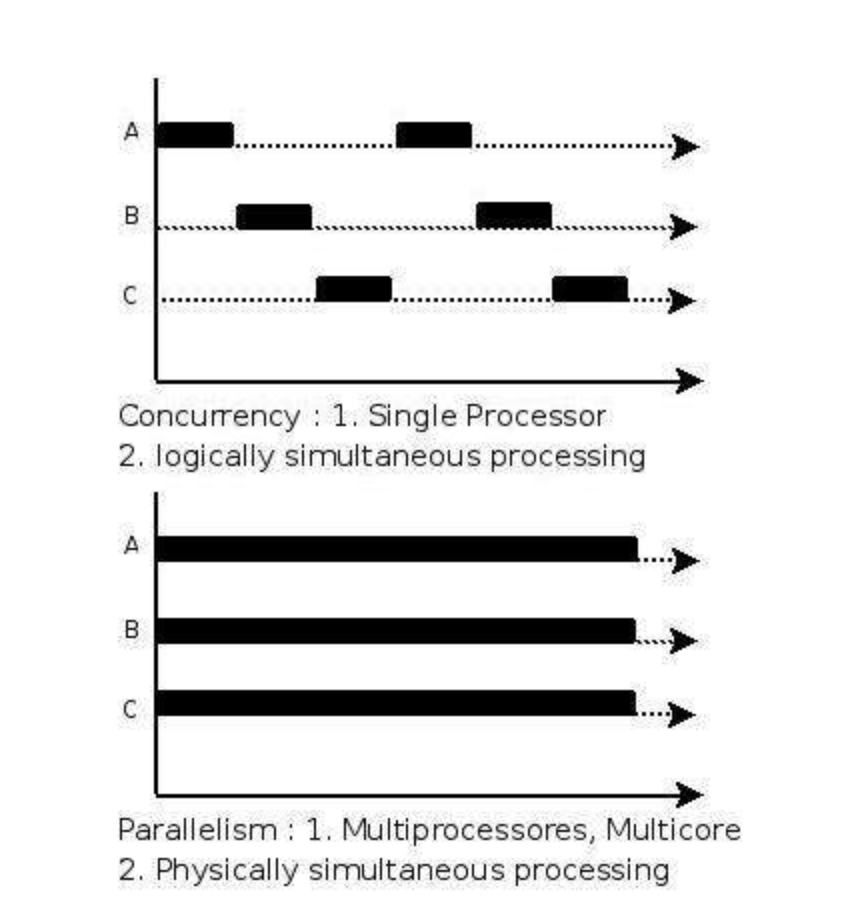 A
B
C
Concurrency : 1. Single Processor
2. logically simultaneous processing
A
B
C
Parallelism : 1. Multiprocessores, Multicore
2. Physically simultaneous processing